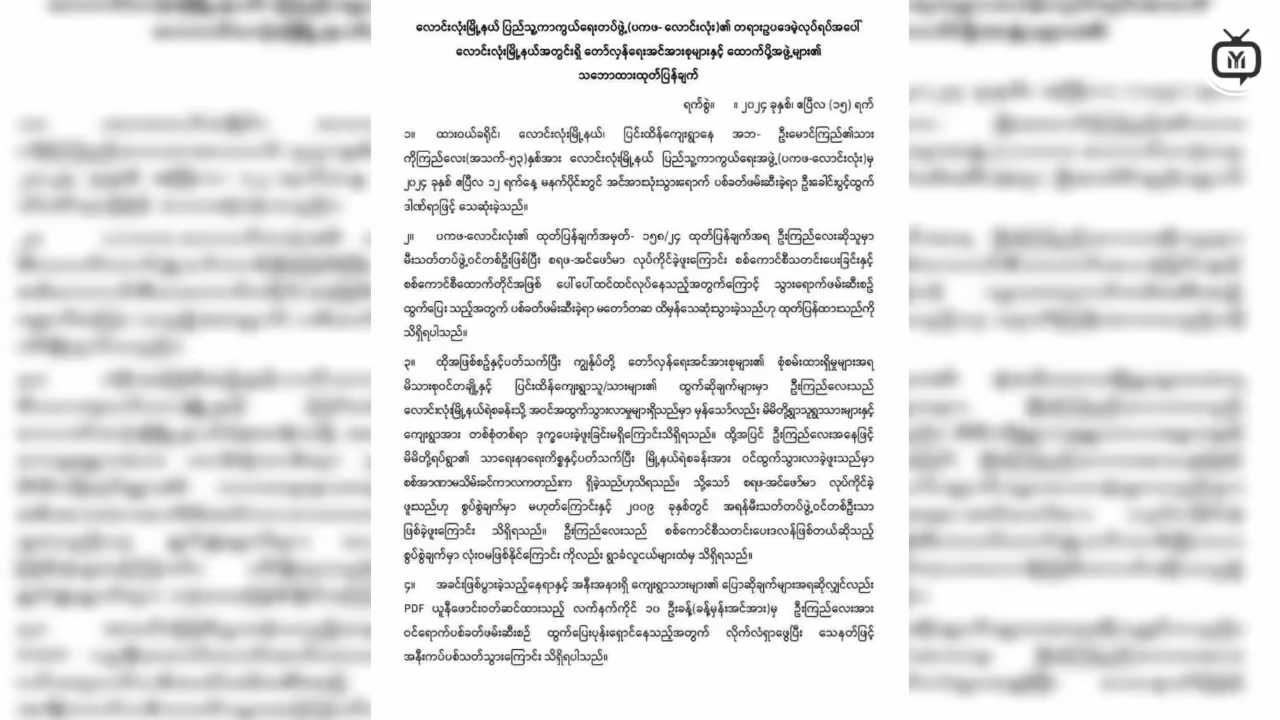 လောင်းလုံးမြို့နယ် ပြည်သူ့ကာကွယ်ရေးတပ်ဖွဲ့(ပကဖ- လောင်းလုံး)၏ တရားဥပဒေမဲ့လုပ်ရပ်အပေါ်
လောင်းလုံးမြို့နယ်အတွင်းရှိ တော်လှန်ရေးအင်အားစုများနှင့် ထောက်ပို့အဖွဲ့များ၏
သဘောထားထုတ်ပြန်ချက်
ရက်စွဲ။ ။ ၂၀၂၄ ခုနှစ်၊ ဧပြီလ (၁၅) ရက်
၁။ ထားဝယ်ခရိုင်၊ လောင်းလုံးမြို့နယ်၊ ပြင်းထိန်ကျေးရွာနေ အဘ- ဦးမောင်ကြည်၏သား
ကိုကြည်လေး(အသက်-၅၃)နှစ်အား လောင်းလုံးမြို့နယ် ပြည်သူ့ကာကွယ်ရေးအဖွဲ့(ပကဖ-လောင်းလုံး)မှ
၂၀၂၄ ခုနှစ် ဧပြီလ ၁၂ ရက်နေ့ မနက်ပိုင်းတွင် အင်အားသုံးသွားရောက် ပစ်ခတ်ဖမ်းဆီးခဲ့ရာ ဦးခေါင်းပွင့်ထွက်
ဒါဏ်ရာဖြင့် သေဆုံးခဲ့သည်။
၂။ ပကဖ-လောင်းလုံး၏ ထုတ်ပြန်ချက်အမှတ်- ၁၅၈/၂၄ ထုတ်ပြန်ချက်အရ ဦးကြည်လေးဆိုသူမှာ
မီးသတ်တပ်ဖွဲ့ဝင်တစ်ဦးဖြစ်ပြီး စရဖ-အင်ဖော်မာ လုပ်ကိုင်ခဲ့ဖူးကြောင်း စစ်ကောင်စီသတင်းပေးခြင်းနှင့်
စစ်ကောင်စီထောက်တိုင်အဖြစ် ပေါ်ပေါ်ထင်ထင်လုပ်နေသည့်အတွက်ကြောင့် သွားရောက်ဖမ်းဆီးစဥ်
ထွက်ပြေး သည့်အတွက် ပစ်ခတ်ဖမ်းဆီးခဲ့ရာ မတော်တဆ ထိမှန်သေဆုံးသွားခဲ့သည်ဟု ထုတ်ပြန်ထားသည်ကို
သိရှိရပါသည်။
၃။ ထိုအဖြစ်စဥ်နှင့်ပတ်သက်ပြီး ကျွန်ုပ်တို့ တော်လှန်ရေးအင်အားစုများ၏ စုံစမ်းထားရှိမှုများအရ
မိသားစုဝင်တချို့နှင့် ပြင်းထိန်ကျေးရွာသူ/သားများ၏ ထွက်ဆိုချက်များမှာ ဦးကြည်လေးသည်
လောင်းလုံးမြို့နယ်ရဲစခန်းသို့ အဝင်အထွက်သွားလာမှုများရှိသည်မှာ မှန်သော်လည်း မိမိတို့ရွာသူရွာသားများနှင့်
ကျေးရွာအား တစ်စုံတစ်ရာ ဒုက္ခပေးခဲ့ဖူးခြင်းမရှိကြောင်းသိရှိရသည်။ ထို့အပြင် ဦးကြည်လေးအနေဖြင့်
မိမိတို့ရပ်ရွာ၏ သာရေးနာရေးကိစ္စနှင့်ပတ်သက်ပြီး မြို့နယ်ရဲစခန်းအား ဝင်ထွက်သွားလာခဲ့ဖူးသည်မှာ
စစ်အာဏာမသိမ်းခင်ကာလကတည်းက ရှိခဲ့သည်ဟုသိရသည်။ သို့သော် စရဖ-အင်ဖော်မာ လုပ်ကိုင်ခဲ့
ဖူးသည်ဟု စွပ်စွဲချက်မှာ မဟုတ်ကြောင်းနှင့် ၂၀၀၉ ခုနှစ်တွင် အရန်မီးသတ်တပ်ဖွဲ့ဝင်တစ်ဦးသာ
ဖြစ်ခဲ့ဖူးကြောင်း သိရှိရသည်။ ဦးကြည်လေးသည် စစ်ကောင်စီသတင်းပေးဒလန်ဖြစ်တယ်ဆိုသည့်
စွပ်စွဲချက်မှာ လုံးဝမဖြစ်နိုင်ကြောင်း ကိုလည်း ရွာခံလူငယ်များထံမှ သိရှိရသည်။
၄။ အခင်းဖြစ်ပွားခဲ့သည့်နေရာနှင့် အနီးအနားရှိ ကျေးရွာသားများ၏ ပြောဆိုချက်များအရဆိုလျှင်လည်း
PDF ယူနီဖောင်းဝတ်ဆင်ထားသည့် လက်နက်ကိုင် ၁၀ ဦးခန့်(ခန့်မှန်းအင်အား)မှ ဦးကြည်လေးအား
ဝင်ရောက်ပစ်ခတ်ဖမ်းဆီးစဉ် ထွက်ပြေးပုန်းရှောင်နေသည့်အတွက် လိုက်လံရှာဖွေပြီး သေနတ်ဖြင့်
အနီးကပ်ပစ်သတ်သွားကြောင်း သိရှိရပါသည်။